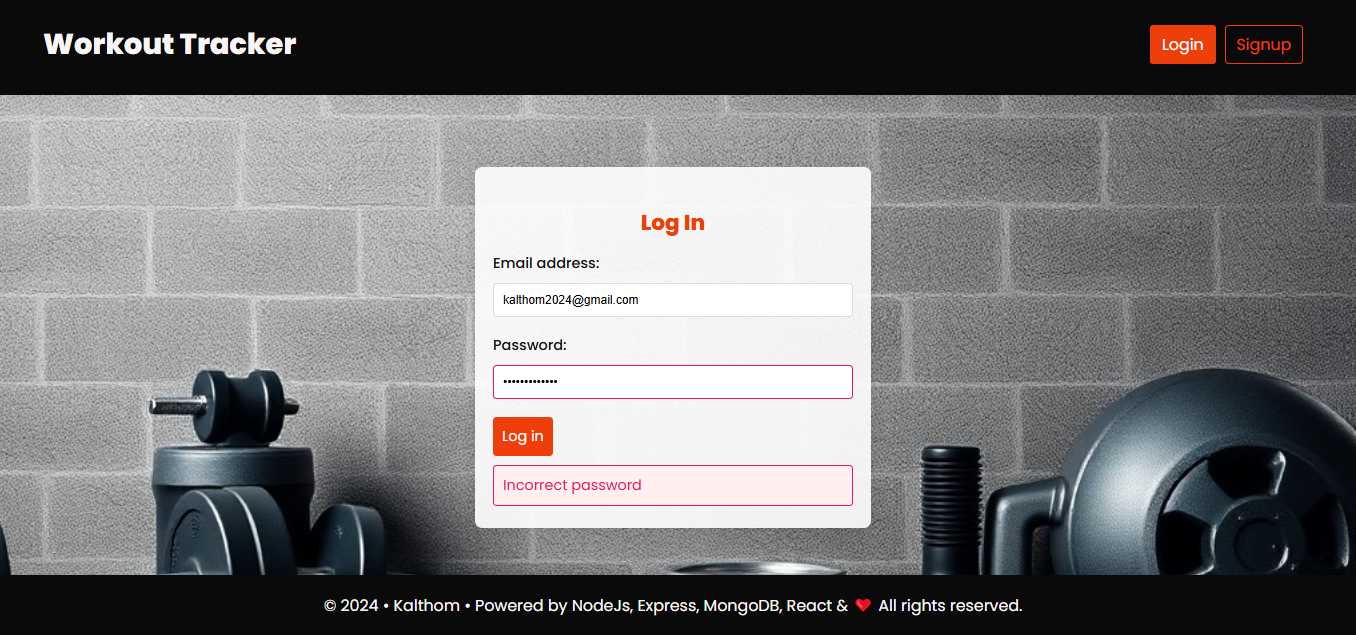 Workout Tracker
Login
Signup
Log In
Email address:
kalthom2024@gmail.com
Password:
•••••••••••••
Log in
Incorrect password
© 2024 • Kalthom • Powered by NodeJs, Express, MongoDB, React & ❤️ All rights reserved.